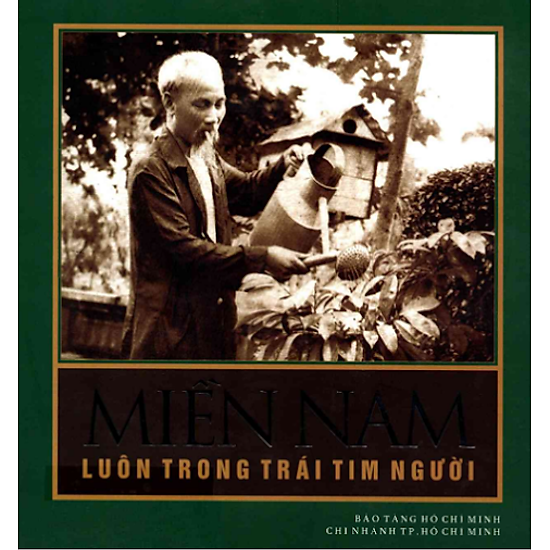 MIỀN NAM
LUÔN TRONG TRÁI TIM NGƯỜI
BẢO TÀNG HỒ CHÍ MINH
CHI NHÁNH TP.HỒ CHÍ MINH